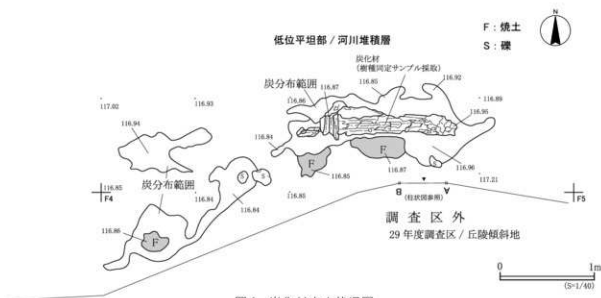 F：焼土
S：礫
N
低位平坦部 / 河川堆積層
炭化材
(樹種同定サンプル採取)
炭分布範囲
116.86
116.87
116.85
116.92
116.89
116.95
117.02
116.93
116.94
116.84
F
116.85
F
116.87
116.96
117.21
炭分布範囲
S
S
116.84
116.84
116.85
116.85
F4
F5
116.86
F
B
A
(柱状図参照)
調査区外
29 年度調査区 / 丘陵傾斜地
0
1m
(S=1/40)